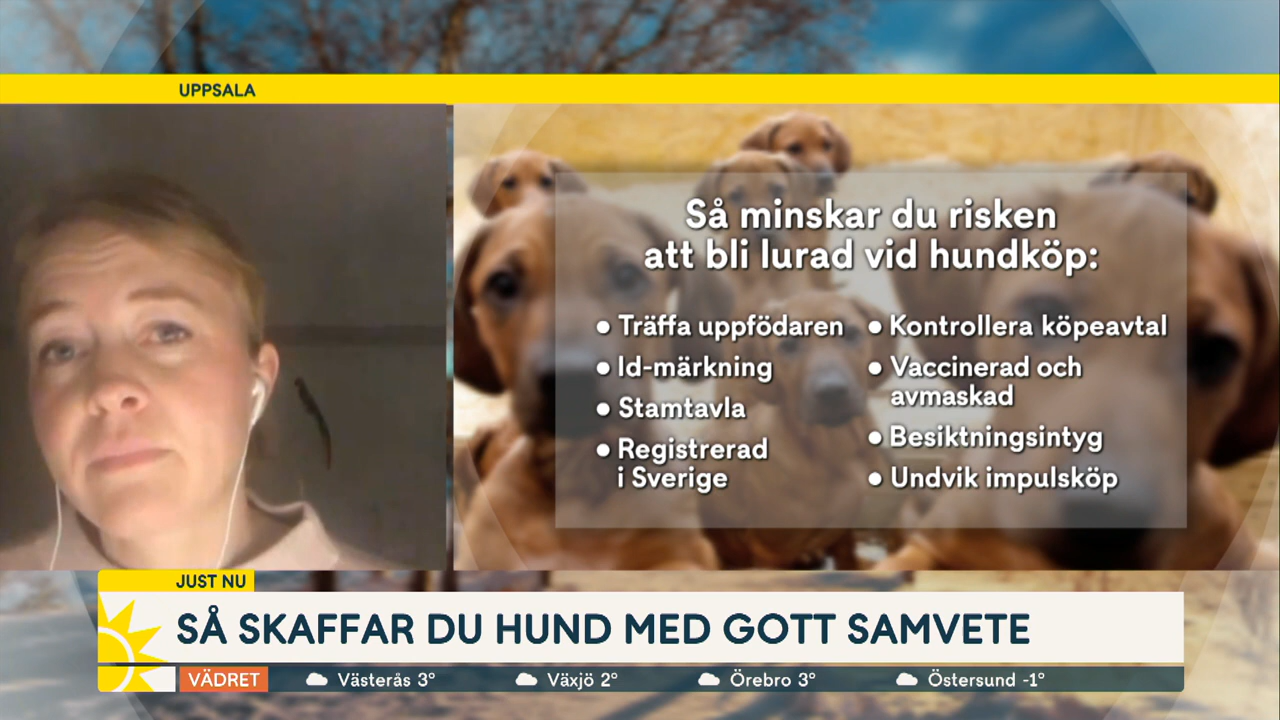 UPPSALA
Så minskar du risken
att bli lurad vid hundköp:
● Träffa uppfödaren
● Id-märkning
● Stamtavla
● Registrerad
i Sverige
● Kontrollera köpeavtal
● Vaccinerad och
avmaskad
● Besiktningsintyg
● Undvik impulsköp
JUST NU
SÅ SKAFFAR DU HUND MED GOTT SAMVETE
VÄDRET Västerås 3° Växjö 2° Örebro 3° Östersund -1°